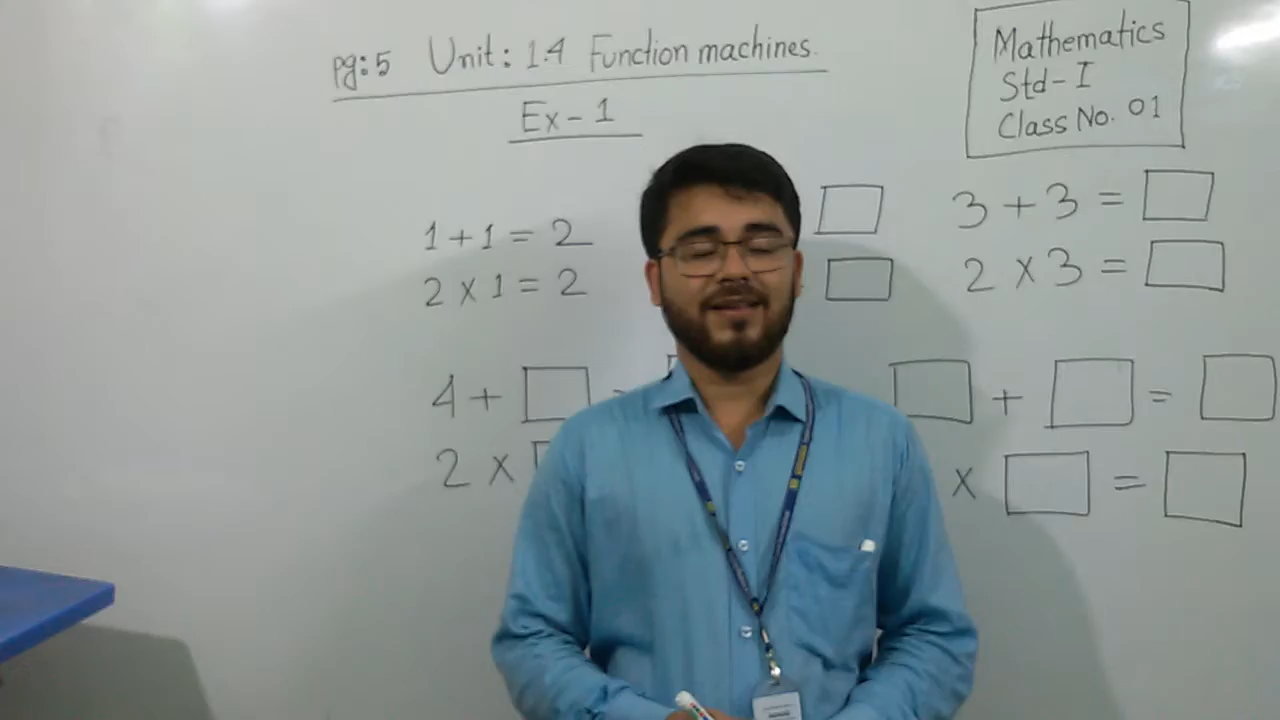 pg:5 Unit: 1.4 Function machines.
Ex - 1
Mathematics
Std - I
Class No. 01
1 + 1 = 2
2 × 1 = 2
3 + 3 =
2 × 3 =
4 +
2 ×
+ =
× =